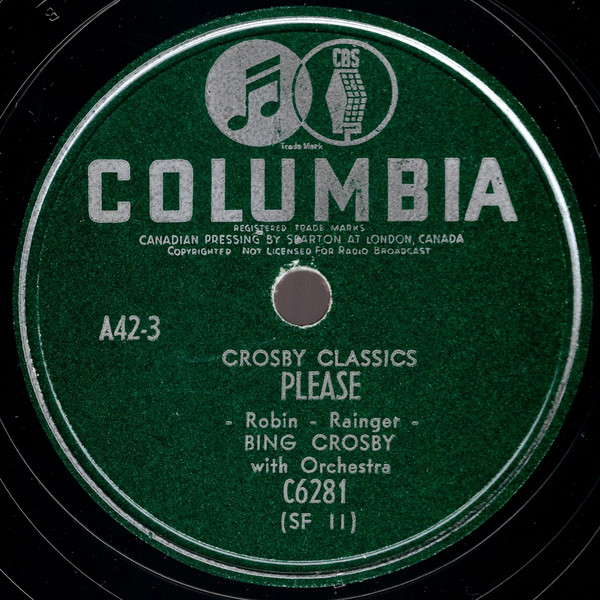 CBS
Trade Mark
COLUMBIA
REGISTERED TRADE MARKS
CANADIAN PRESSING BY SPARTON AT LONDON, CANADA
COPYRIGHTED NOT LICENSED FOR RADIO BROADCAST
A42-3
CROSBY CLASSICS
PLEASE
- Robin - Rainger -
BING CROSBY
with Orchestra
C6281
(SF 11)